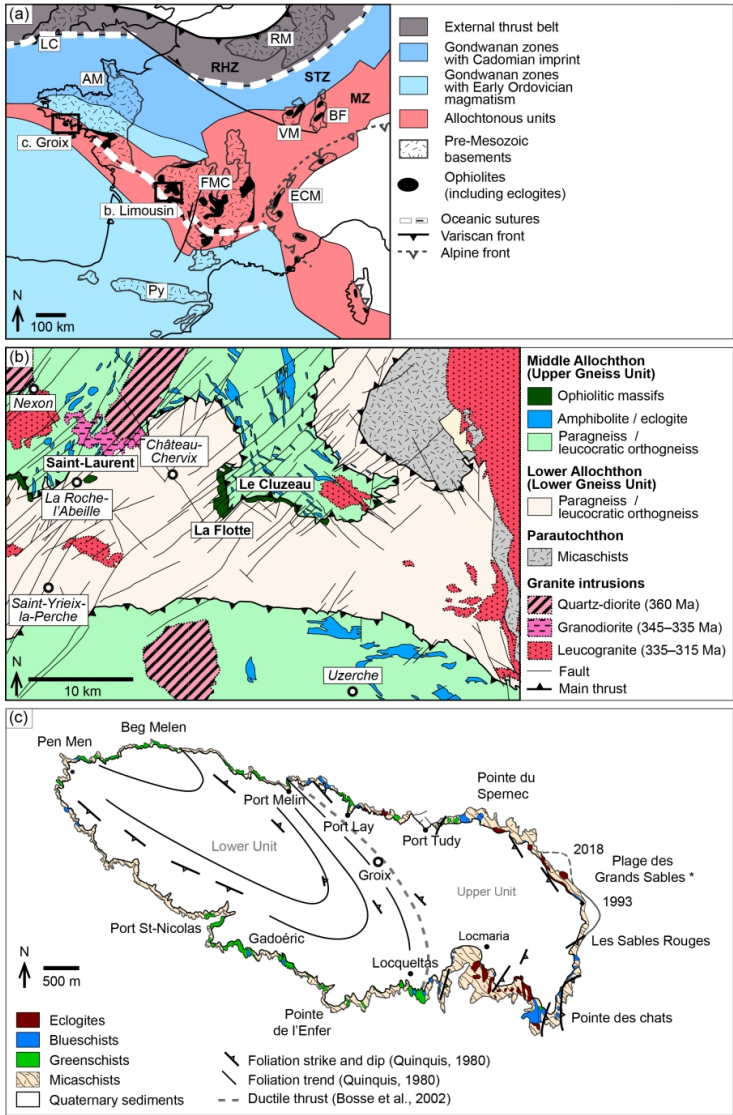 (a)
LC
RM
RHZ
AM
STZ
MZ
BF
VM
c. Groix
FMC
ECM
b. Limousin
Py
N
100 km
External thrust belt
Gondwanan zones
with Cadomian imprint
Gondwanan zones
with Early Ordovician
magmatism
Allochtonous units
Pre-Mesozoic
basements
Ophiolites
(including eclogites)
Oceanic sutures
Variscan front
Alpine front
(b)
Nexon
Château-
Chervix
Saint-Laurent
La Roche-
l'Abeille
Le Cluzeau
La Flotte
Saint-Yrieix-
la-Perche
N
10 km
Uzerche
Middle Allochthon
(Upper Gneiss Unit)
Ophiolitic massifs
Amphibolite / eclogite
Paragneiss /
leucocratic orthogneiss
Lower Allochthon
(Lower Gneiss Unit)
Paragneiss /
leucocratic orthogneiss
Parautochthon
Micaschists
Granite intrusions
Quartz-diorite (360 Ma)
Granodiorite (345–335 Ma)
Leucogranite (335–315 Ma)
Fault
Main thrust
(c)
Beg Melen
Pen Men
Pointe du
Spernec
Port Melin
Port Lay
Port Tudy
2018
Lower Unit
Groix
Plage des
Grands Sables *
Upper Unit
1993
Port St-Nicolas
Gadoéric
Locmaria
Les Sables Rouges
N
500 m
Locqueltas
Pointe
de l'Enfer
Pointe des chats
Eclogites
Blueschists
Greenschists
Micaschists
Quaternary sediments
Foliation strike and dip (Quinquis, 1980)
Foliation trend (Quinquis, 1980)
Ductile thrust (Bosse et al., 2002)